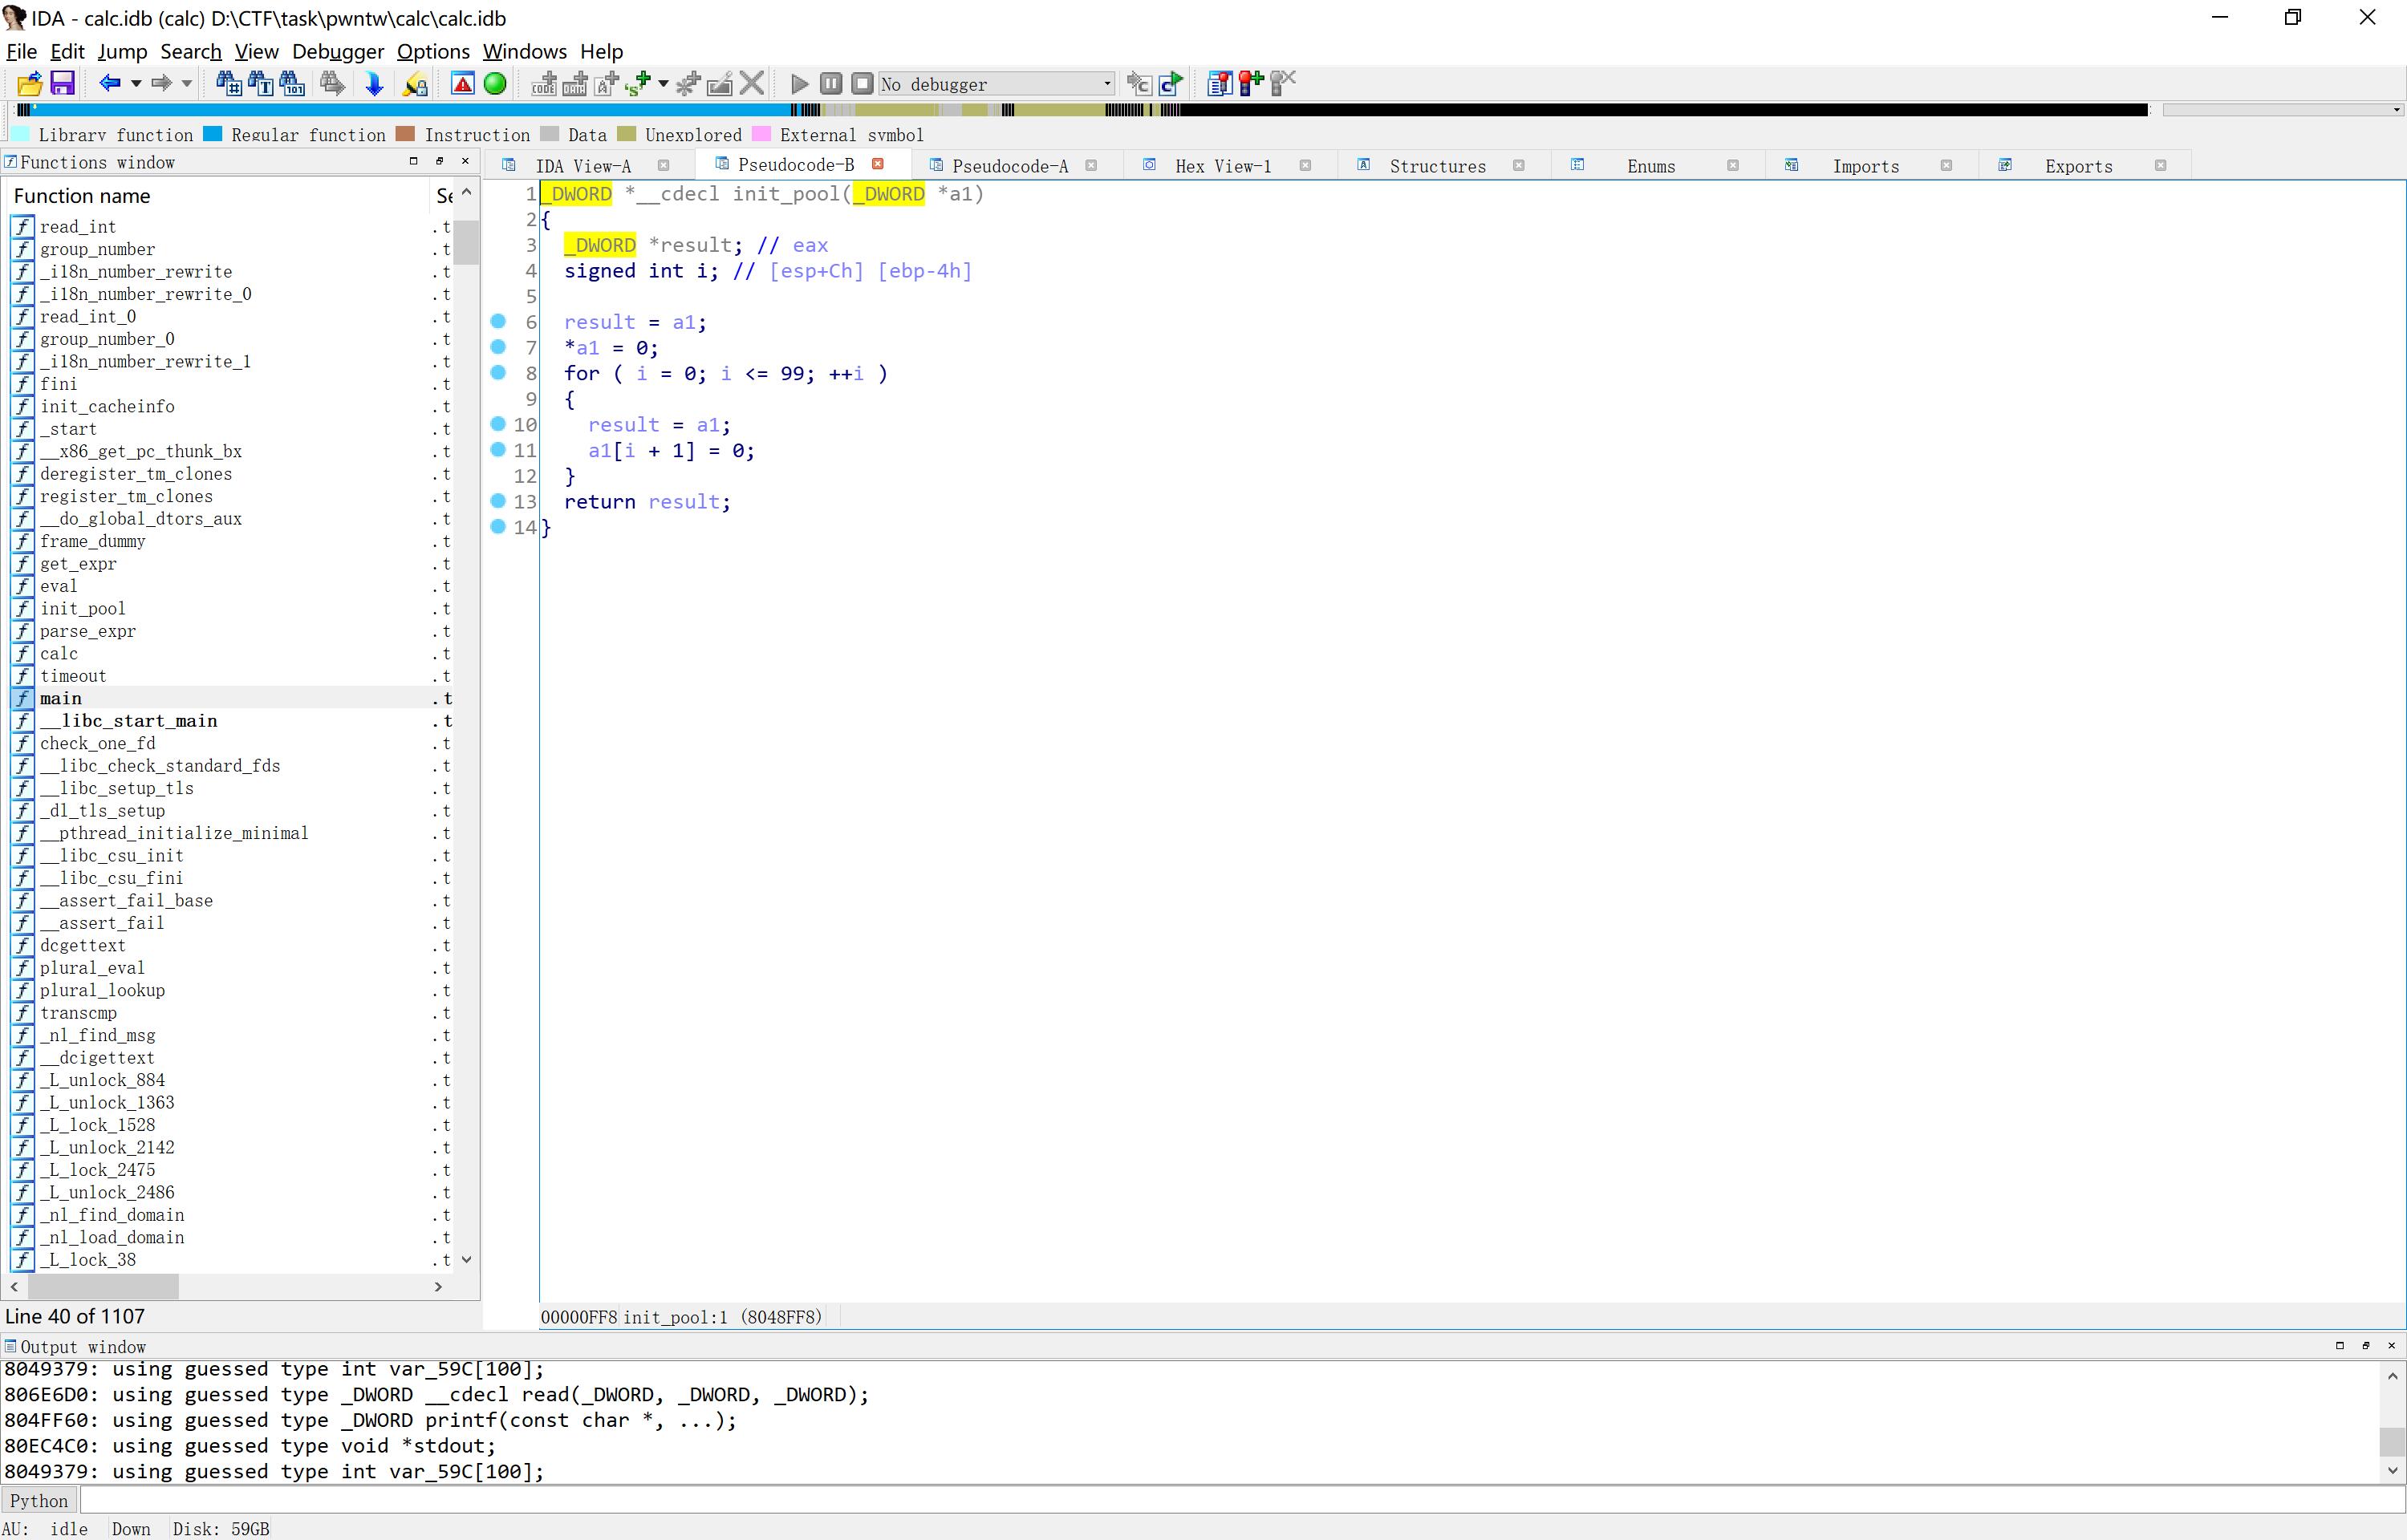 IDA - calc.idb (calc) D:\CTF\task\pwntw\calc\calc.idb
File Edit Jump Search View Debugger Options Windows Help
No debugger
Library function Regular function Instruction Data Unexplored External symbol
Functions window
IDA View-A Pseudocode-B Pseudocode-A Hex View-1 Structures Enums Imports Exports
Function name Se
read_int .t
group_number .t
_i18n_number_rewrite .t
_i18n_number_rewrite_0 .t
read_int_0 .t
group_number_0 .t
_i18n_number_rewrite_1 .t
fini .t
init_cacheinfo .t
_start .t
__x86_get_pc_thunk_bx .t
deregister_tm_clones .t
register_tm_clones .t
__do_global_dtors_aux .t
frame_dummy .t
get_expr .t
eval .t
init_pool .t
parse_expr .t
calc .t
timeout .t
main .t
__libc_start_main .t
check_one_fd .t
__libc_check_standard_fds .t
__libc_setup_tls .t
_dl_tls_setup .t
__pthread_initialize_minimal .t
__libc_csu_init .t
__libc_csu_fini .t
__assert_fail_base .t
__assert_fail .t
dcgettext .t
plural_eval .t
plural_lookup .t
transcmp .t
_nl_find_msg .t
__dcigettext .t
_L_unlock_884 .t
_L_unlock_1363 .t
_L_lock_1528 .t
_L_unlock_2142 .t
_L_lock_2475 .t
_L_unlock_2486 .t
_nl_find_domain .t
_nl_load_domain .t
_L_lock_38 .t
Line 40 of 1107
1 _DWORD *__cdecl init_pool(_DWORD *a1)
2 {
3 _DWORD *result; // eax
4 signed int i; // [esp+Ch] [ebp-4h]
5
6 result = a1;
7 *a1 = 0;
8 for ( i = 0; i <= 99; ++i )
9 {
10 result = a1;
11 a1[i + 1] = 0;
12 }
13 return result;
14 }
00000FF8 init_pool:1 (8048FF8)
Output window
8049379: using guessed type int var_59C[100];
806E6D0: using guessed type _DWORD __cdecl read(_DWORD, _DWORD, _DWORD);
804FF60: using guessed type _DWORD printf(const char *, ...);
80EC4C0: using guessed type void *stdout;
8049379: using guessed type int var_59C[100];
Python
AU: idle Down Disk: 59GB